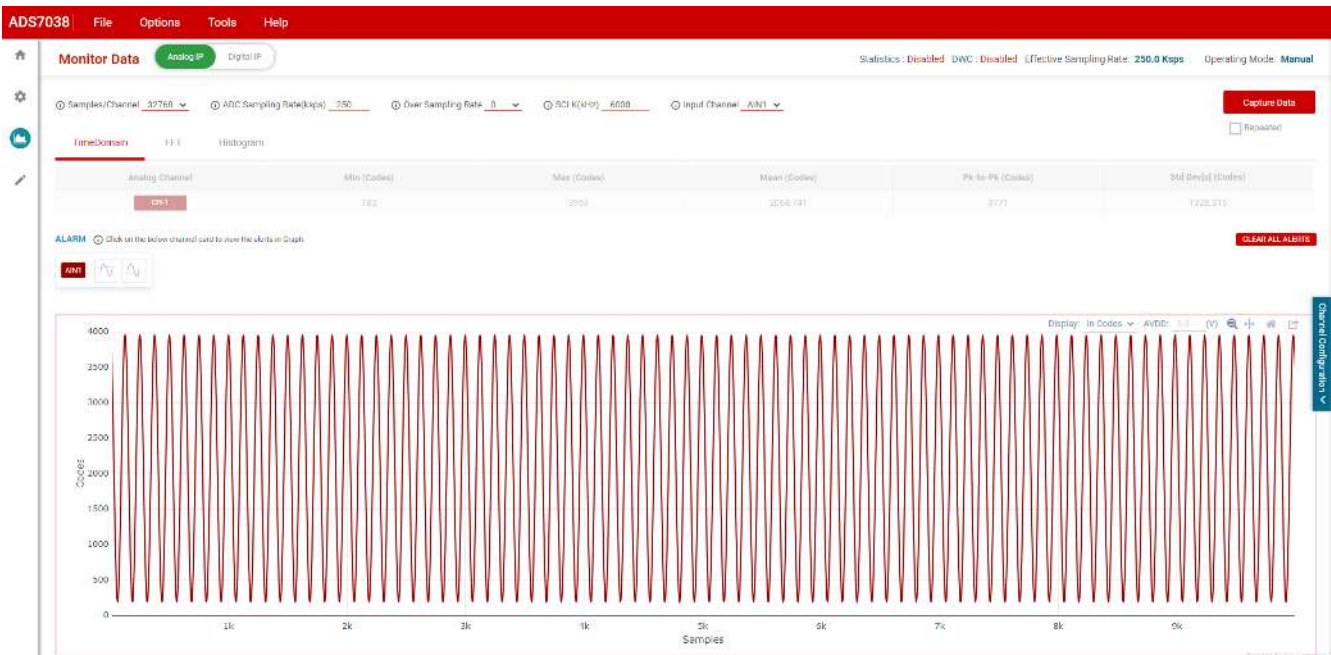 ADS7038 File Options Tools Help
Monitor Data Analog IP Digital IP Statistics : Disabled DWC : Disabled Effective Sampling Rate: 250.0 Ksps Operating Mode: Manual
Samples/Channel 32768 ADC Sampling Rate(ksps) 250 Over Sampling Rate 0 SCLK(kHz) 6000 Input Channel AIN1 Capture Data
Repeated
TimeDomain FFT Histogram
Analog Channel Min (Codes) Max (Codes) Mean (Codes) Pk-to-Pk (Codes) Std Dev(σ) (Codes)
CH-1 182 2068.741 3771
ALARM Click on the below channel card to view the alerts in Graph. CLEAR ALL ALERTS
AIN1
Channel Configuration
Display: In Codes AVDD: (V)
4000
3500
3000
2500
2000
1500
1000
500
0
Codes
1k 2k 3k 4k 5k 6k 7k 8k 9k
Samples